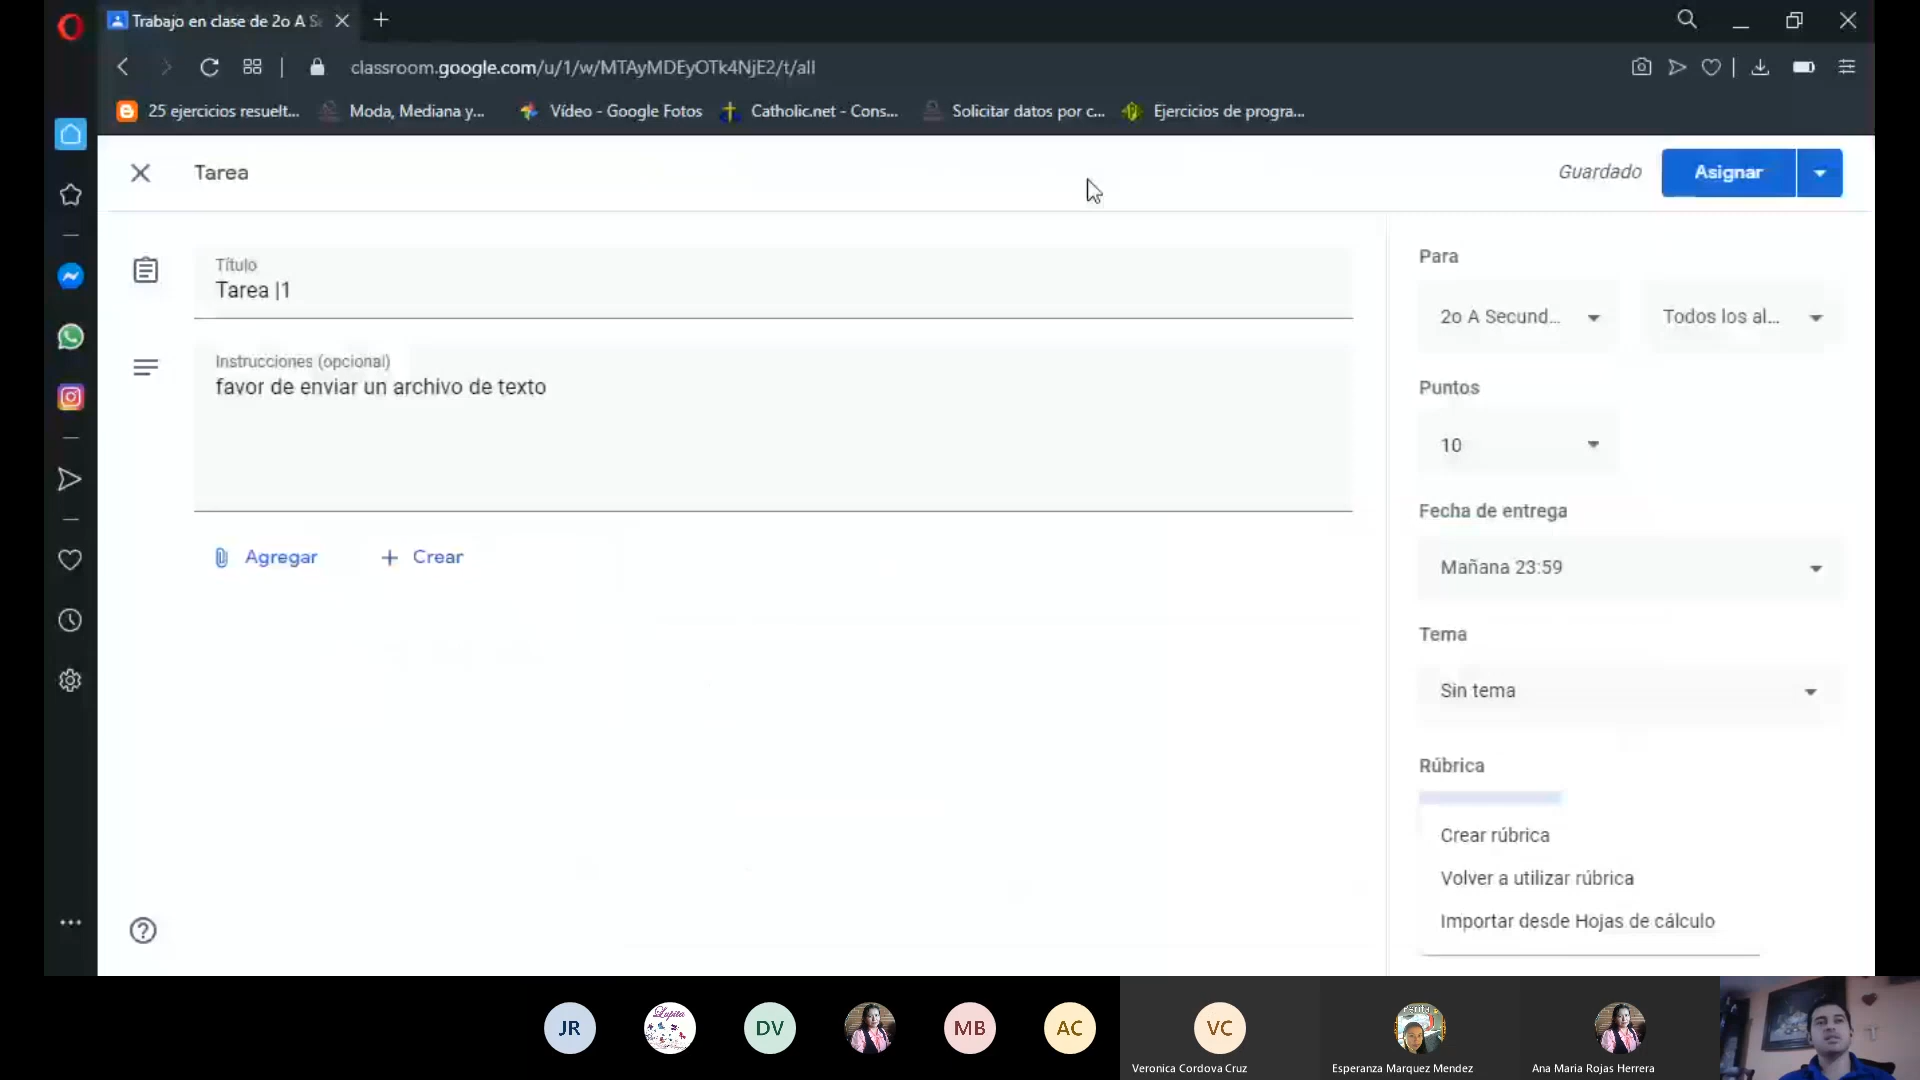 Trabajo en clase de 2o A S
classroom.google.com/u/1/w/MTAyMDEyOTk4NjE2/t/all
25 ejercicios resuelt...
Moda, Mediana y...
Vídeo - Google Fotos
Catholic.net - Cons...
Solicitar datos por c...
Ejercicios de progra...
Tarea
Guardado
Asignar
Título
Tarea |1
Instrucciones (opcional)
favor de enviar un archivo de texto
Agregar
Crear
Para
2o A Secund...
Todos los al...
Puntos
10
Fecha de entrega
Mañana 23:59
Tema
Sin tema
Rúbrica
Crear rúbrica
Volver a utilizar rúbrica
Importar desde Hojas de cálculo
JR
Lupita
DV
MB
AC
VC
Veronica Cordova Cruz
Esperanza Marquez Mendez
Ana Maria Rojas Herrera